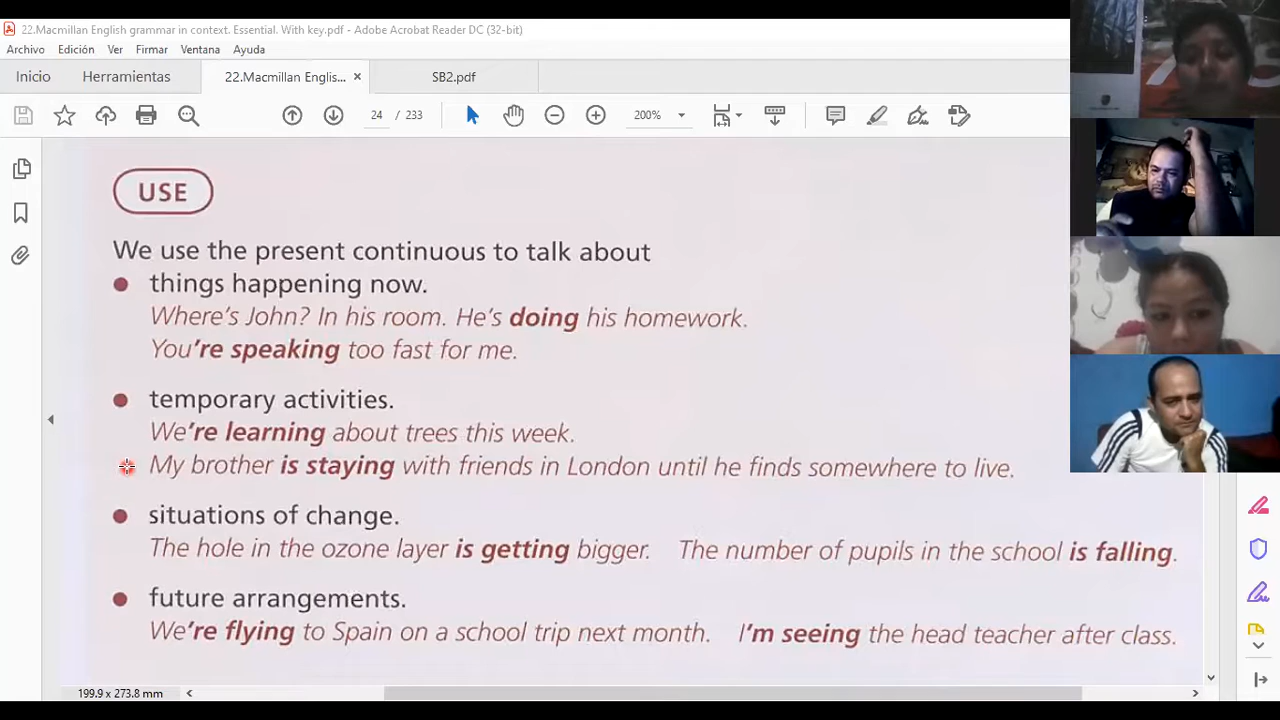 22.Macmillan English grammar in context. Essential. With key.pdf - Adobe Acrobat Reader DC (32-bit)
Archivo Edición Ver Firmar Ventana Ayuda
Inicio Herramientas 22.Macmillan Englis... × SB2.pdf
24 / 233 200%
USE
We use the present continuous to talk about
things happening now.
Where's John? In his room. He's doing his homework.
You're speaking too fast for me.
temporary activities.
We're learning about trees this week.
My brother is staying with friends in London until he finds somewhere to live.
situations of change.
The hole in the ozone layer is getting bigger. The number of pupils in the school is falling.
future arrangements.
We're flying to Spain on a school trip next month. I'm seeing the head teacher after class.
199.9 x 273.8 mm